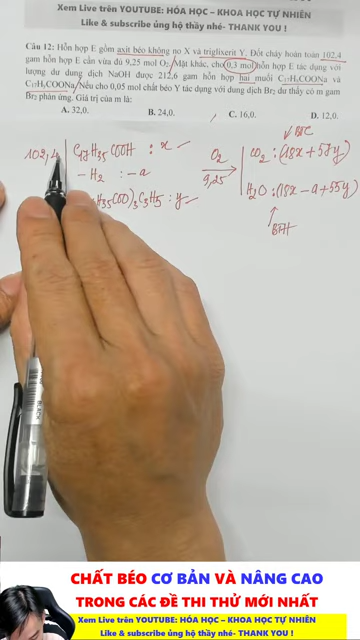 Xem Live trên YOUTUBE: HÓA HỌC – KHOA HỌC TỰ NHIÊN
Like & subscribe ủng hộ thầy nhé- THANK YOU !
Câu 12: Hỗn hợp E gồm axit béo không no X và triglixerit Y. Đốt cháy hoàn toàn 102,4
gam hỗn hợp E cần vừa đủ 9,25 mol O₂. Mặt khác, cho 0,3 mol hỗn hợp E tác dụng với
lượng dư dung dịch NaOH được 212,6 gam hỗn hợp hai muối C₁₇HₓCOONa và
C₁₇HᵧCOONa. Nếu cho 0,05 mol chất béo Y tác dụng với dung dịch Br₂ dư thấy có m gam
Br₂ phản ứng. Giá trị của m là:
A. 32,0. B. 24,0. C. 16,0. D. 12,0.
BTC
102,4 C₁₇H₃₅COOH : x O₂ CO₂ : (18x + 57y)
- H₂ : -a 9,25
H₃₅COO)₃C₃H₅ : y H₂O : (18x - a + 55y)
BTH
CHẤT BÉO CƠ BẢN VÀ NÂNG CAO
TRONG CÁC ĐỀ THI THỬ MỚI NHẤT
Xem Live trên YOUTUBE: HÓA HỌC – KHOA HỌC TỰ NHIÊN
Like & subscribe ủng hộ thầy nhé- THANK YOU !